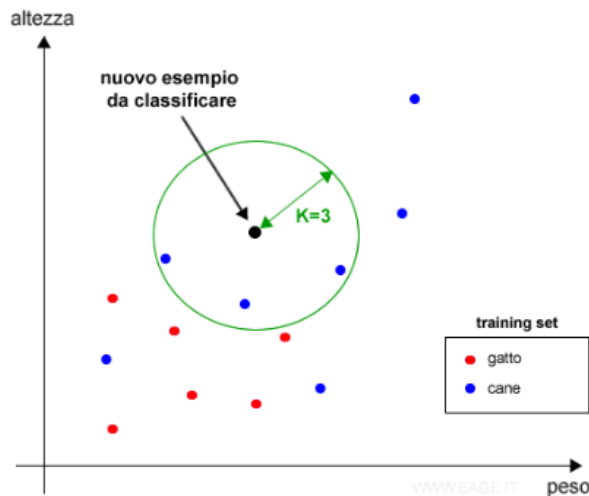 altezza
nuovo esempio
da classificare
K=3
training set
gatto
cane
WWW.EAGE.IT
peso